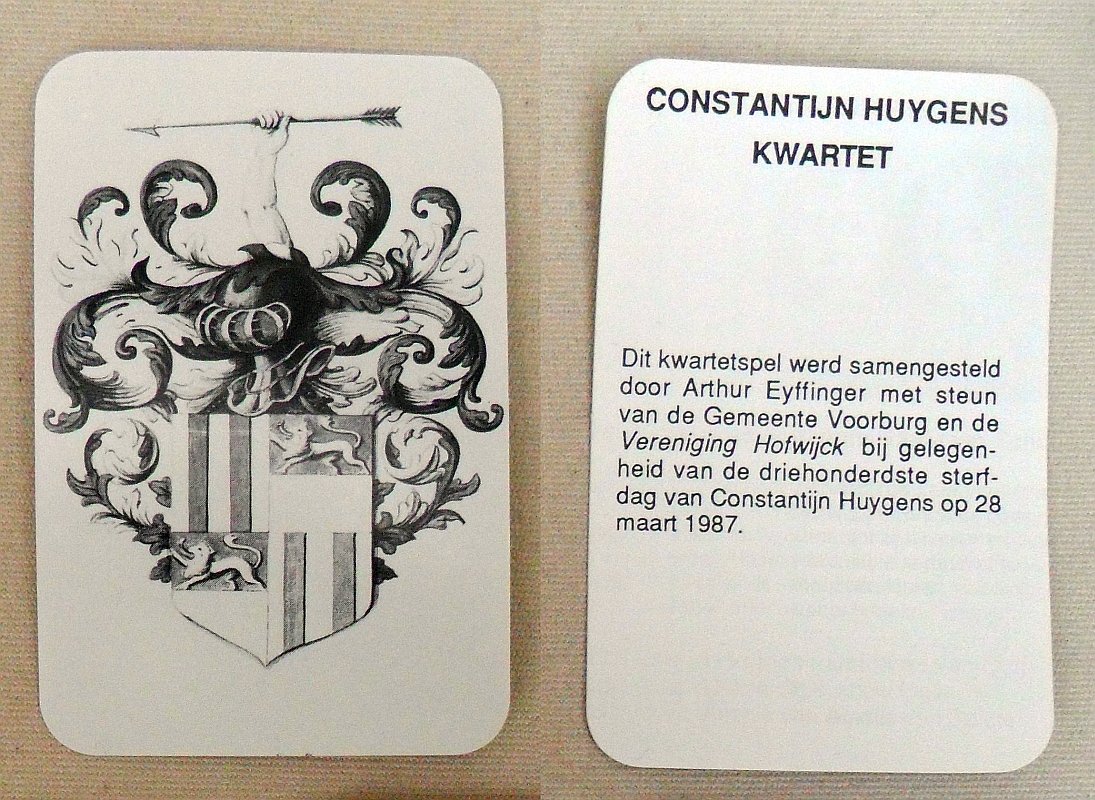 CONSTANTIJN HUYGENS
KWARTET
Dit kwartetspel werd samengesteld
door Arthur Eyffinger met steun
van de Gemeente Voorburg en de
Vereniging Hofwijck bij gelegen-
heid van de driehonderdste sterf-
dag van Constantijn Huygens op 28
maart 1987.